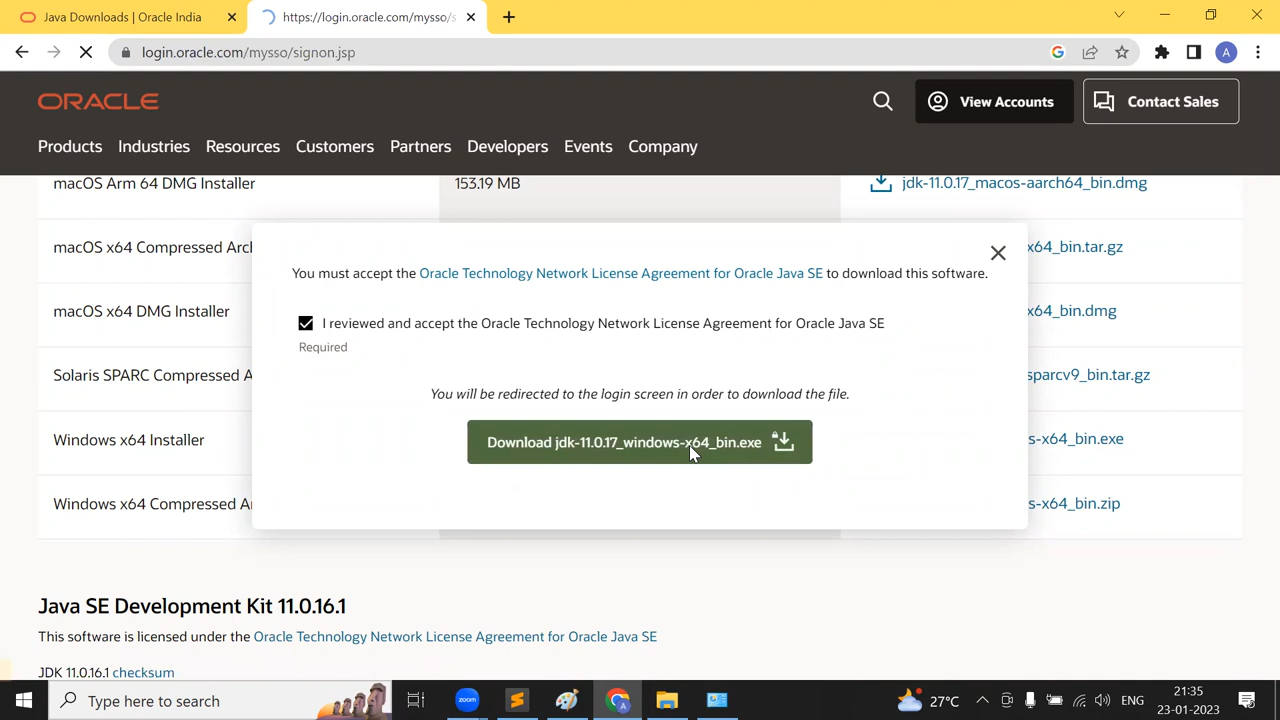 Java Downloads | Oracle India
https://login.oracle.com/mysso/s
login.oracle.com/mysso/signon.jsp
A
ORACLE
View Accounts
Contact Sales
Products Industries Resources Customers Partners Developers Events Company
macOS Arm 64 DMG Installer 153.19 MB jdk-11.0.17_macos-aarch64_bin.dmg
macOS x64 Compressed Arc x64_bin.tar.gz
You must accept the Oracle Technology Network License Agreement for Oracle Java SE to download this software.
macOS x64 DMG Installer x64_bin.dmg
I reviewed and accept the Oracle Technology Network License Agreement for Oracle Java SE
Required
Solaris SPARC Compressed A sparcv9_bin.tar.gz
You will be redirected to the login screen in order to download the file.
Windows x64 Installer s-x64_bin.exe
Download jdk-11.0.17_windows-x64_bin.exe
Windows x64 Compressed A s-x64_bin.zip
Java SE Development Kit 11.0.16.1
This software is licensed under the Oracle Technology Network License Agreement for Oracle Java SE
JDK 11.0.16.1 checksum
Type here to search
zoom
A
27°C
ENG
21:35
23-01-2023